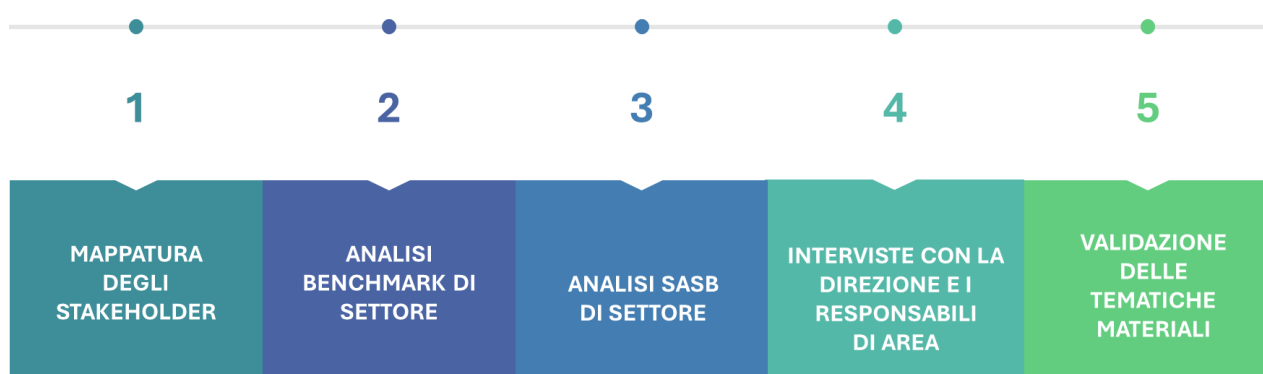 1
2
3
4
5
MAPPATURA
DEGLI
STAKEHOLDER
ANALISI
BENCHMARK DI
SETTORE
ANALISI SASB
DI SETTORE
INTERVISTE CON LA
DIREZIONE E I
RESPONSABILI
DI AREA
VALIDAZIONE
DELLE
TEMATICHE
MATERIALI